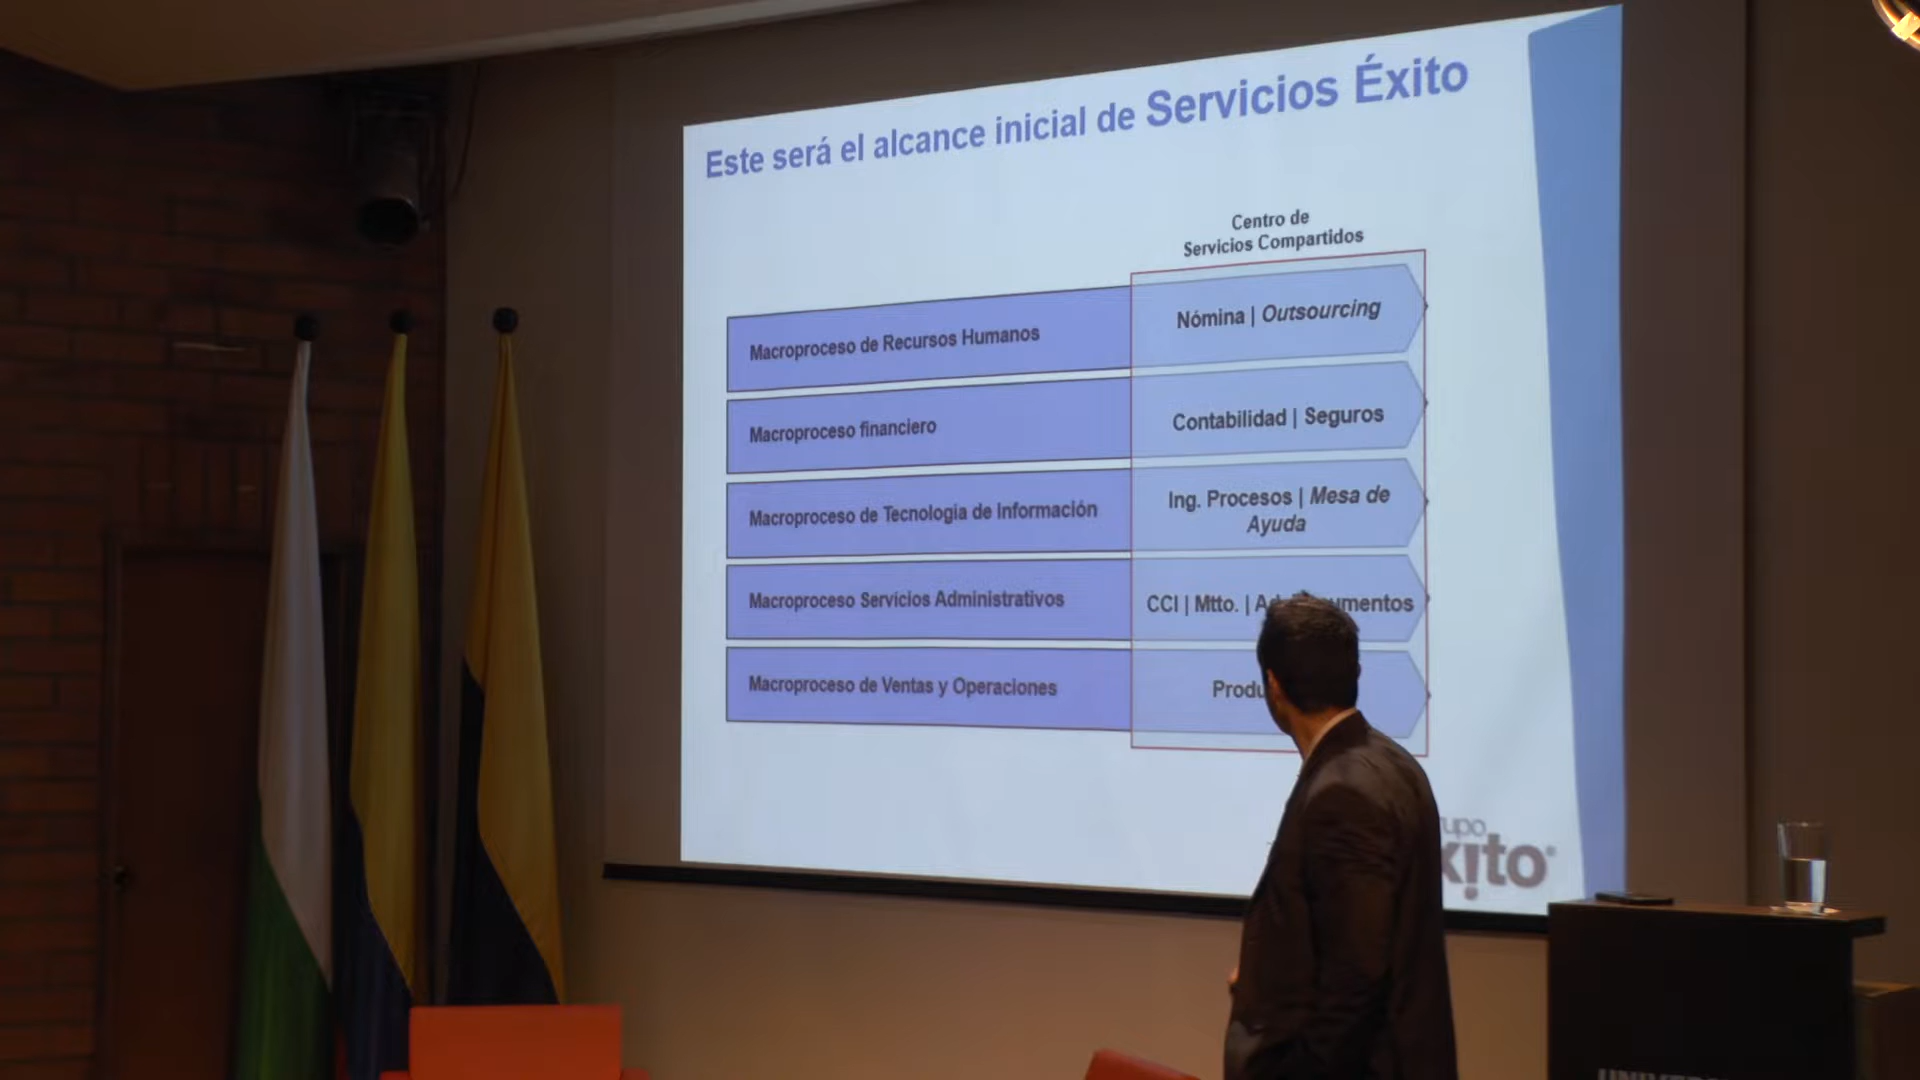 Este será el alcance inicial de Servicios Éxito
Centro de
Servicios Compartidos
Macroproceso de Recursos Humanos
Nómina | Outsourcing
Macroproceso financiero
Contabilidad | Seguros
Macroproceso de Tecnología de Información
Ing. Procesos | Mesa de
Ayuda
Macroproceso Servicios Administrativos
CCI | Mtto. |
Macroproceso de Ventas y Operaciones